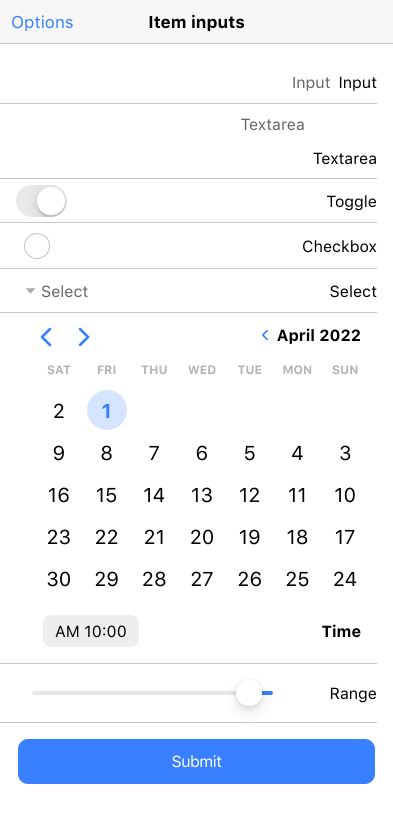 Options Item inputs
Input Input
Textarea
Textarea
Toggle
Checkbox
Select Select
April 2022
SAT FRI THU WED TUE MON SUN
2 1
9 8 7 6 5 4 3
16 15 14 13 12 11 10
23 22 21 20 19 18 17
30 29 28 27 26 25 24
AM 10:00 Time
Range
Submit